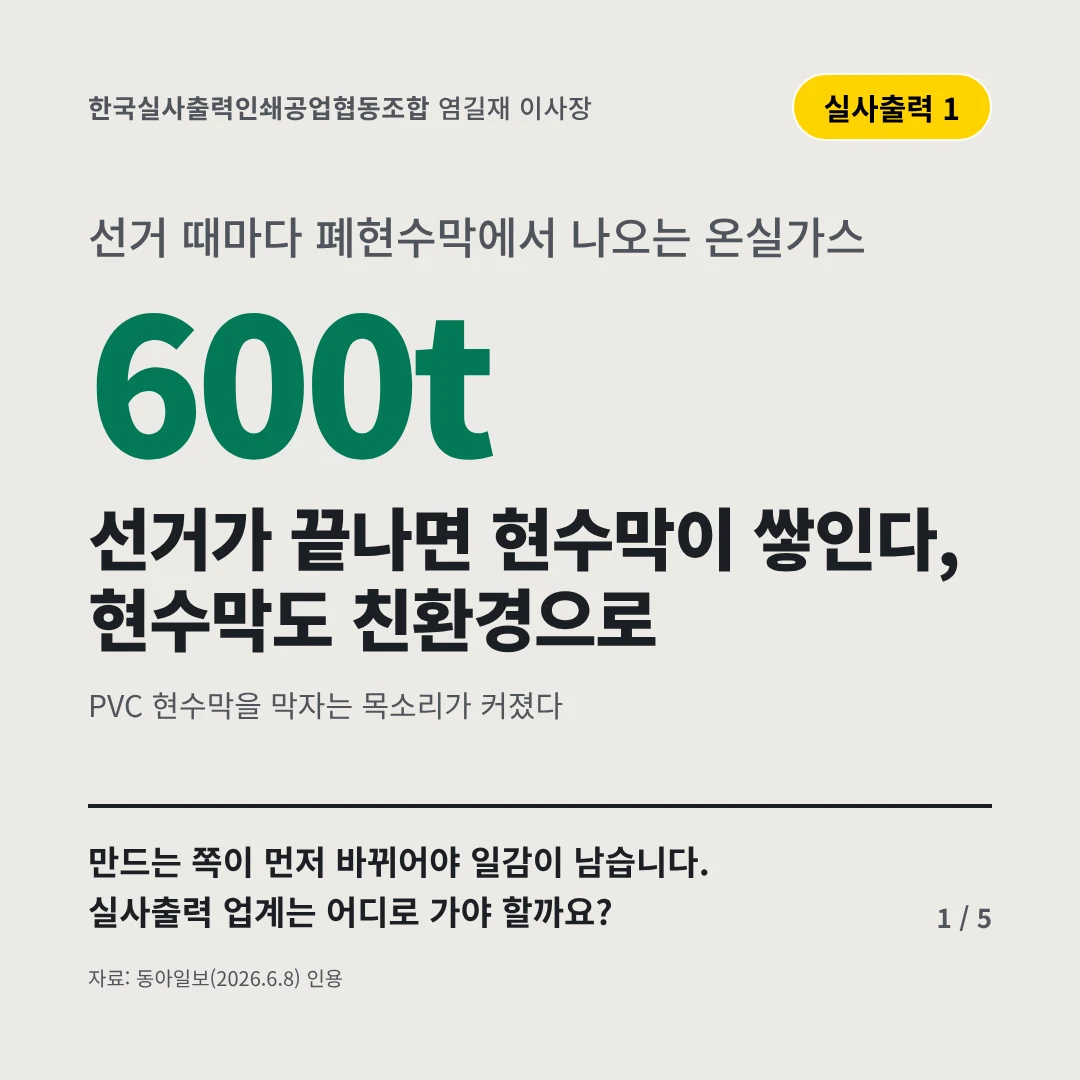 한국실사출력인쇄공업협동조합 염길재 이사장
실사출력 1
선거 때마다 폐현수막에서 나오는 온실가스
600t
선거가 끝나면 현수막이 쌓인다,
현수막도 친환경으로
PVC 현수막을 막자는 목소리가 커졌다
만드는 쪽이 먼저 바뀌어야 일감이 남습니다.
실사출력 업계는 어디로 가야 할까요?
1 / 5
자료: 동아일보(2026.6.8) 인용